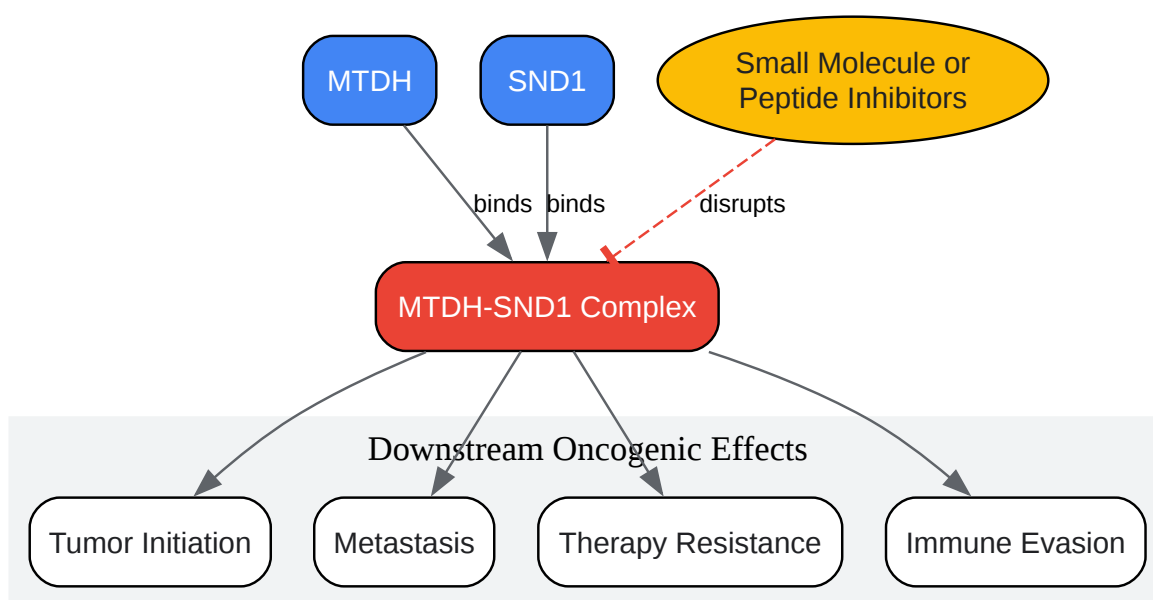 MTDH
SND1
Small Molecule or
Peptide Inhibitors
binds
binds
disrupts
MTDH-SND1 Complex
Downstream Oncogenic Effects
Tumor Initiation
Metastasis
Therapy Resistance
Immune Evasion